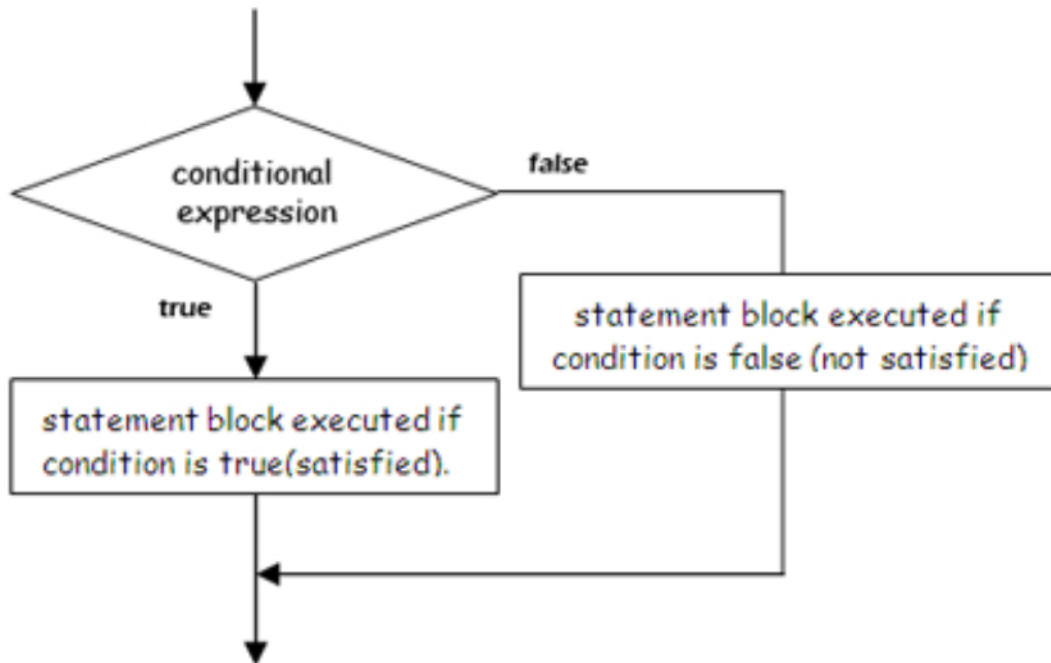 conditional
expression
false
true
statement block executed if
condition is false (not satisfied)
statement block executed if
condition is true(satisfied).